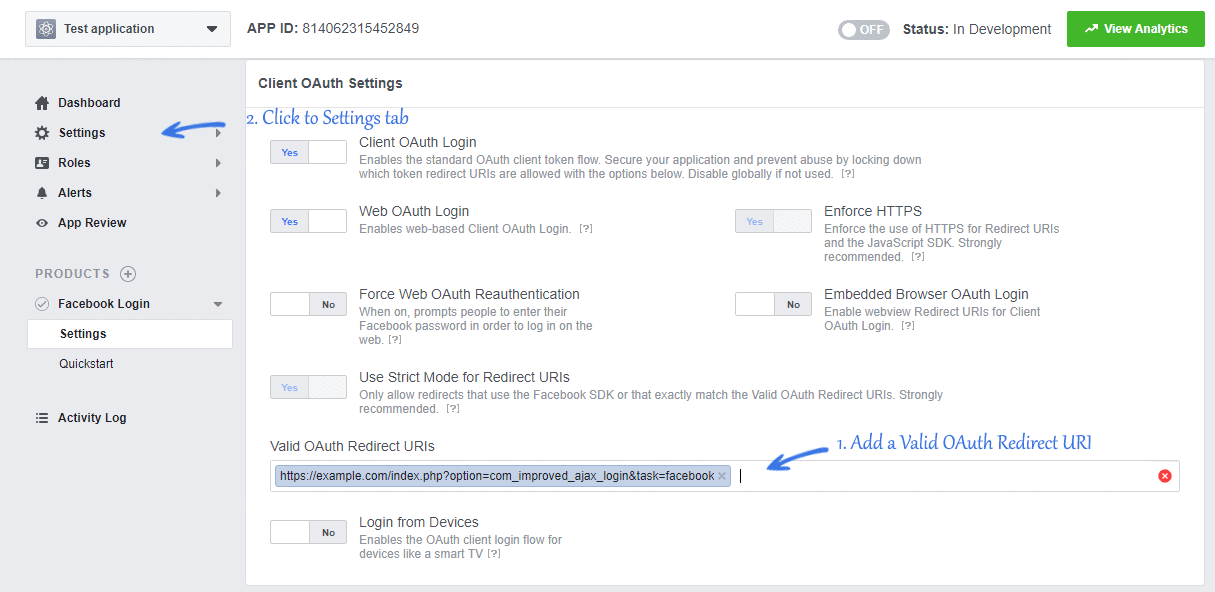 Test application
APP ID: 814062315452849
OFF
Status: In Development
View Analytics
Dashboard
Settings
Roles
Alerts
App Review
PRODUCTS
Facebook Login
Settings
Quickstart
Activity Log
Client OAuth Settings
2. Click to Settings tab
Yes
Client OAuth Login
Enables the standard OAuth client token flow. Secure your application and prevent abuse by locking down
which token redirect URIs are allowed with the options below. Disable globally if not used. [?]
Yes
Web OAuth Login
Enables web-based Client OAuth Login. [?]
Yes
Enforce HTTPS
Enforce the use of HTTPS for Redirect URIs
and the JavaScript SDK. Strongly
recommended. [?]
No
Force Web OAuth Reauthentication
When on, prompts people to enter their
Facebook password in order to log in on the
web. [?]
No
Embedded Browser OAuth Login
Enable webview Redirect URIs for Client
OAuth Login. [?]
Yes
Use Strict Mode for Redirect URIs
Only allow redirects that use the Facebook SDK or that exactly match the Valid OAuth Redirect URIs. Strongly
recommended. [?]
1. Add a Valid OAuth Redirect URI
Valid OAuth Redirect URIs
https://example.com/index.php?option=com_improved_ajax_login&task=facebook
No
Login from Devices
Enables the OAuth client login flow for
devices like a smart TV [?]